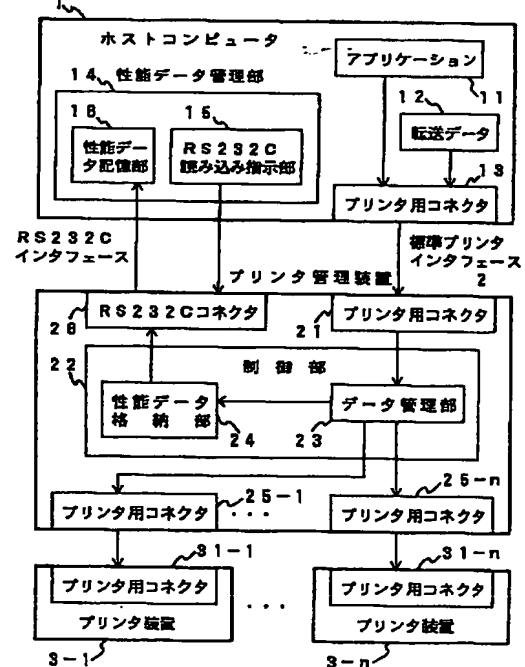 1
ホストコンピュータ
アプリケーション
11
14 性能データ管理部
12
転送データ
16
15
性能デー
タ記憶部
RS232C
読み込み指示部
13
プリンタ用コネクタ
RS232C
インタフェース
標準プリンタ
インタフェース
2
プリンタ管理装置
RS232Cコネクタ
プリンタ用コネクタ
26
21
22
制御部
性能データ
格納部
データ管理部
24
23
25-1
25-n
プリンタ用コネクタ
...
プリンタ用コネクタ
31-1
31-n
プリンタ用コネクタ
プリンタ用コネクタ
プリンタ装置
...
プリンタ装置
3-1
3-n